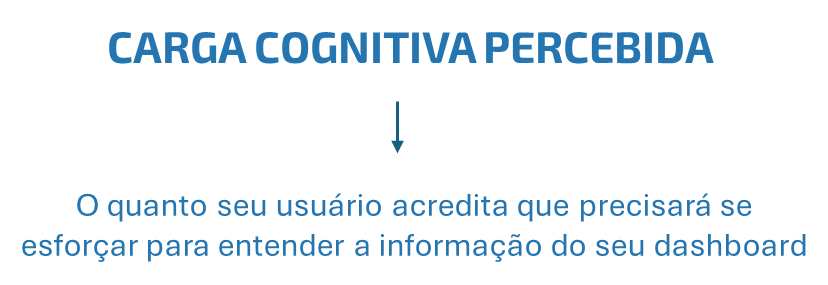 CARGA COGNITIVA PERCEBIDA
O quanto seu usuário acredita que precisará se
esforçar para entender a informação do seu dashboard